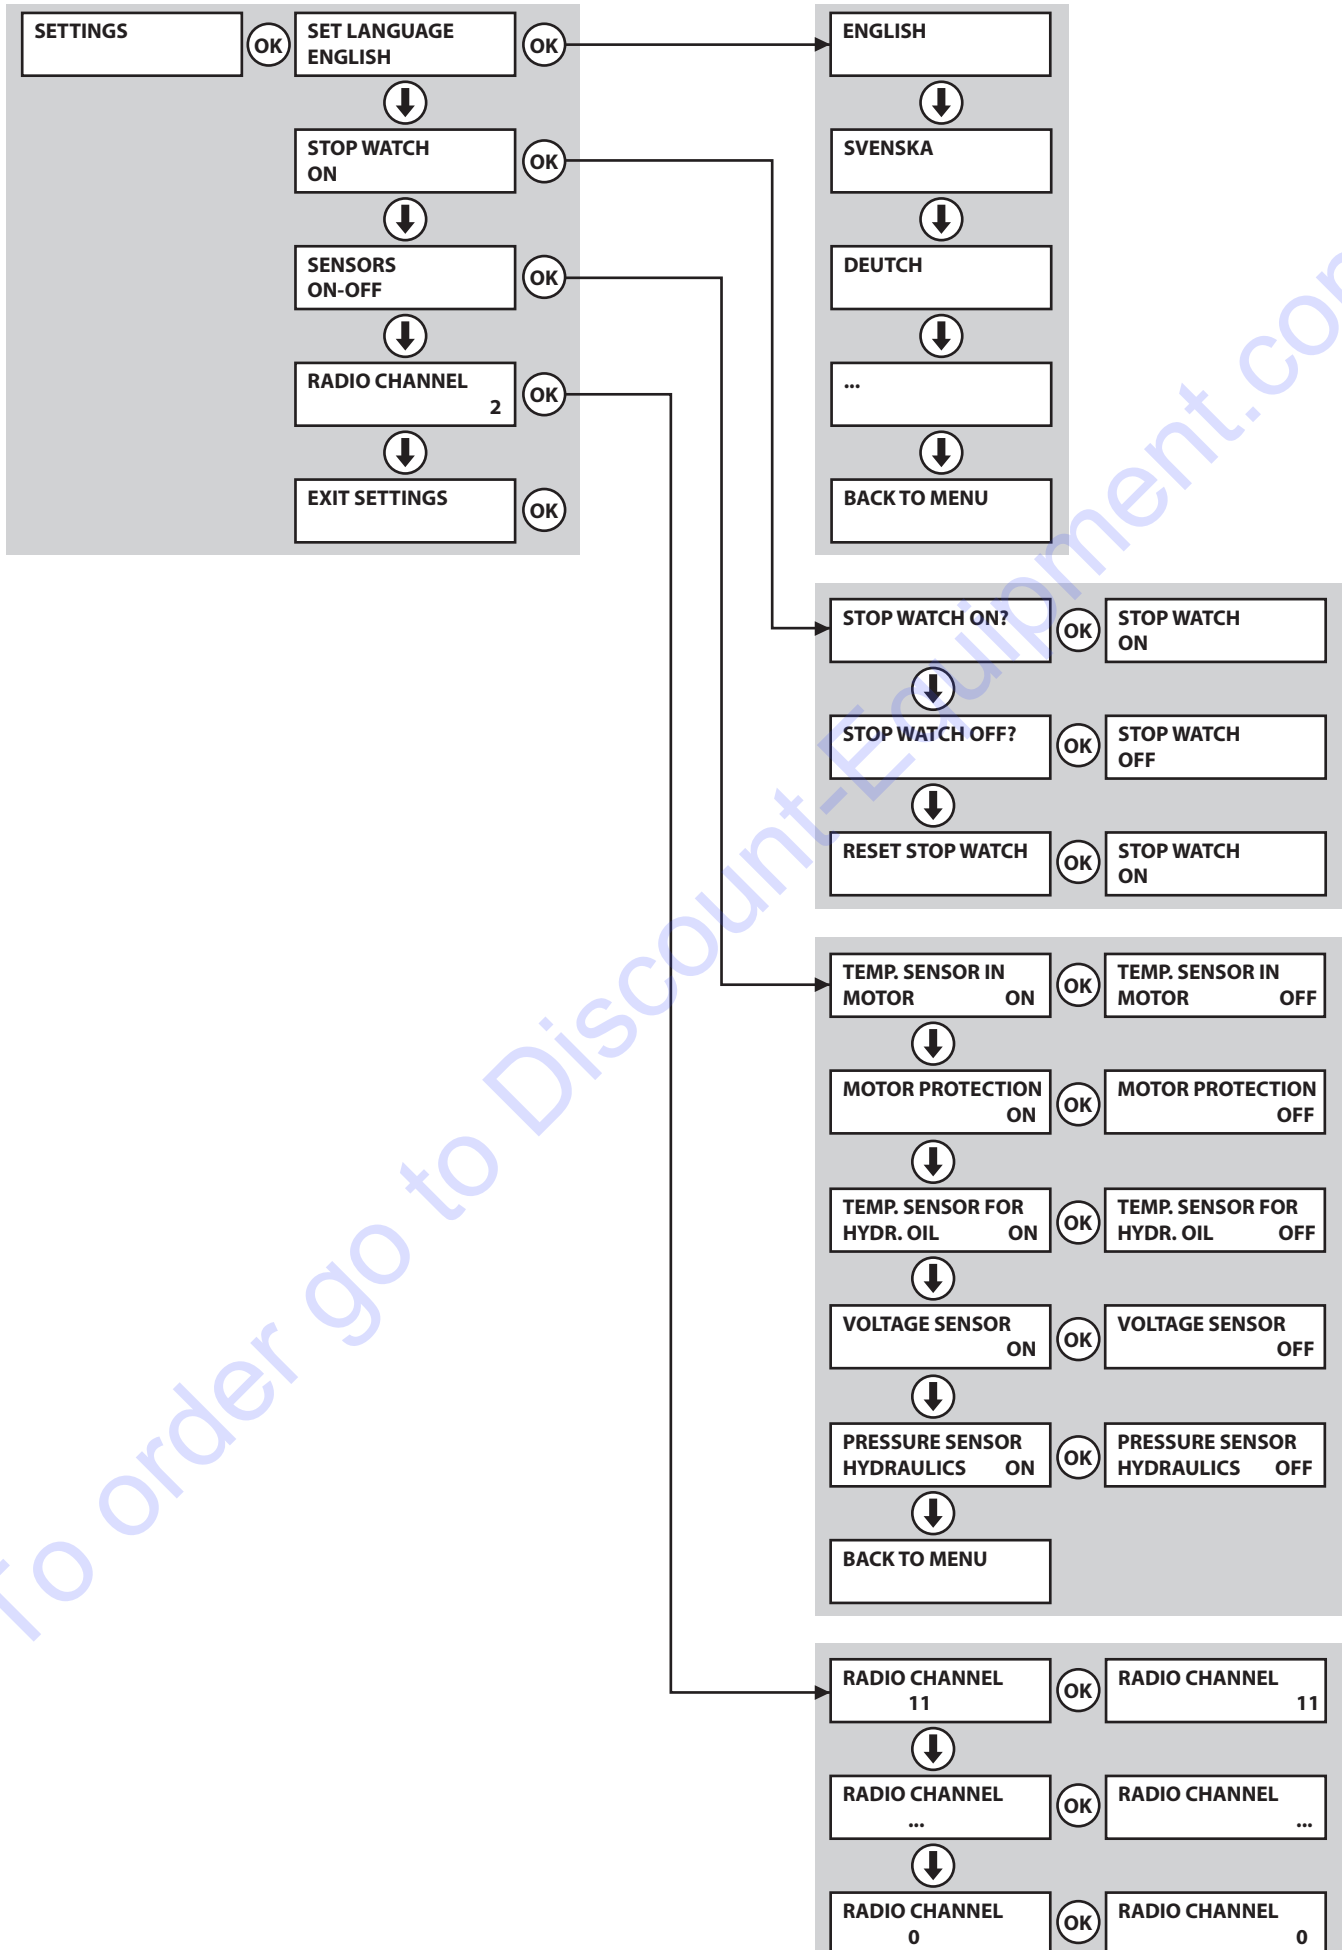 SETTINGS
OK
SET LANGUAGE
ENGLISH
OK
STOP WATCH
ON
OK
SENSORS
ON-OFF
OK
RADIO CHANNEL
2
OK
EXIT SETTINGS
OK
ENGLISH
SVENSKA
DEUTCH
...
BACK TO MENU
STOP WATCH ON?
OK
STOP WATCH
ON
STOP WATCH OFF?
OK
STOP WATCH
OFF
RESET STOP WATCH
OK
STOP WATCH
ON
TEMP. SENSOR IN
MOTOR ON
OK
TEMP. SENSOR IN
MOTOR OFF
MOTOR PROTECTION
ON
OK
MOTOR PROTECTION
OFF
TEMP. SENSOR FOR
HYDR. OIL ON
OK
TEMP. SENSOR FOR
HYDR. OIL OFF
VOLTAGE SENSOR
ON
OK
VOLTAGE SENSOR
OFF
PRESSURE SENSOR
HYDRAULICS ON
OK
PRESSURE SENSOR
HYDRAULICS OFF
BACK TO MENU
RADIO CHANNEL
11
OK
RADIO CHANNEL
11
RADIO CHANNEL
...
OK
RADIO CHANNEL
...
RADIO CHANNEL
0
OK
RADIO CHANNEL
0
To order go to Discount-Equipment.com